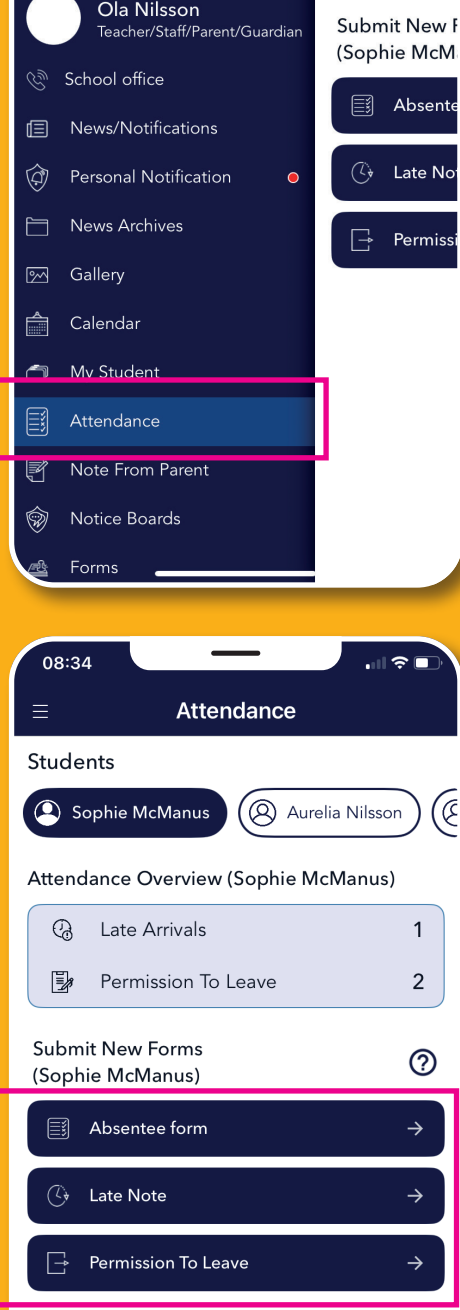 Ola Nilsson
Teacher/Staff/Parent/Guardian
School office
News/Notifications
Personal Notification
News Archives
Gallery
Calendar
My Student
Attendance
Note From Parent
Notice Boards
Forms
Submit New F
(Sophie McM
Absente
Late Not
Permissi
08:34
Attendance
Students
Sophie McManus
Aurelia Nilsson
Attendance Overview (Sophie McManus)
Late Arrivals 1
Permission To Leave 2
Submit New Forms
(Sophie McManus)
?
Absentee form
Late Note
Permission To Leave